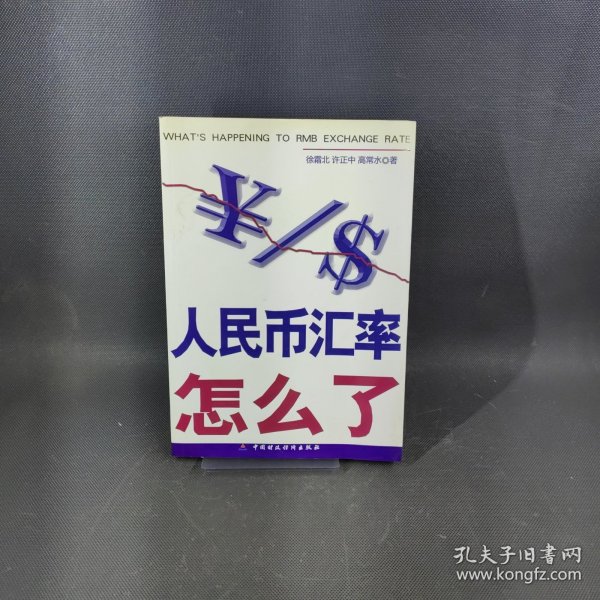 WHAT'S HAPPENING TO RMB EXCHANGE RATE
徐霜北 许正中 高常水◎著
¥/$
人民币汇率
怎么了
中国财政经济出版社
孔夫子旧书网
www.kongfz.com